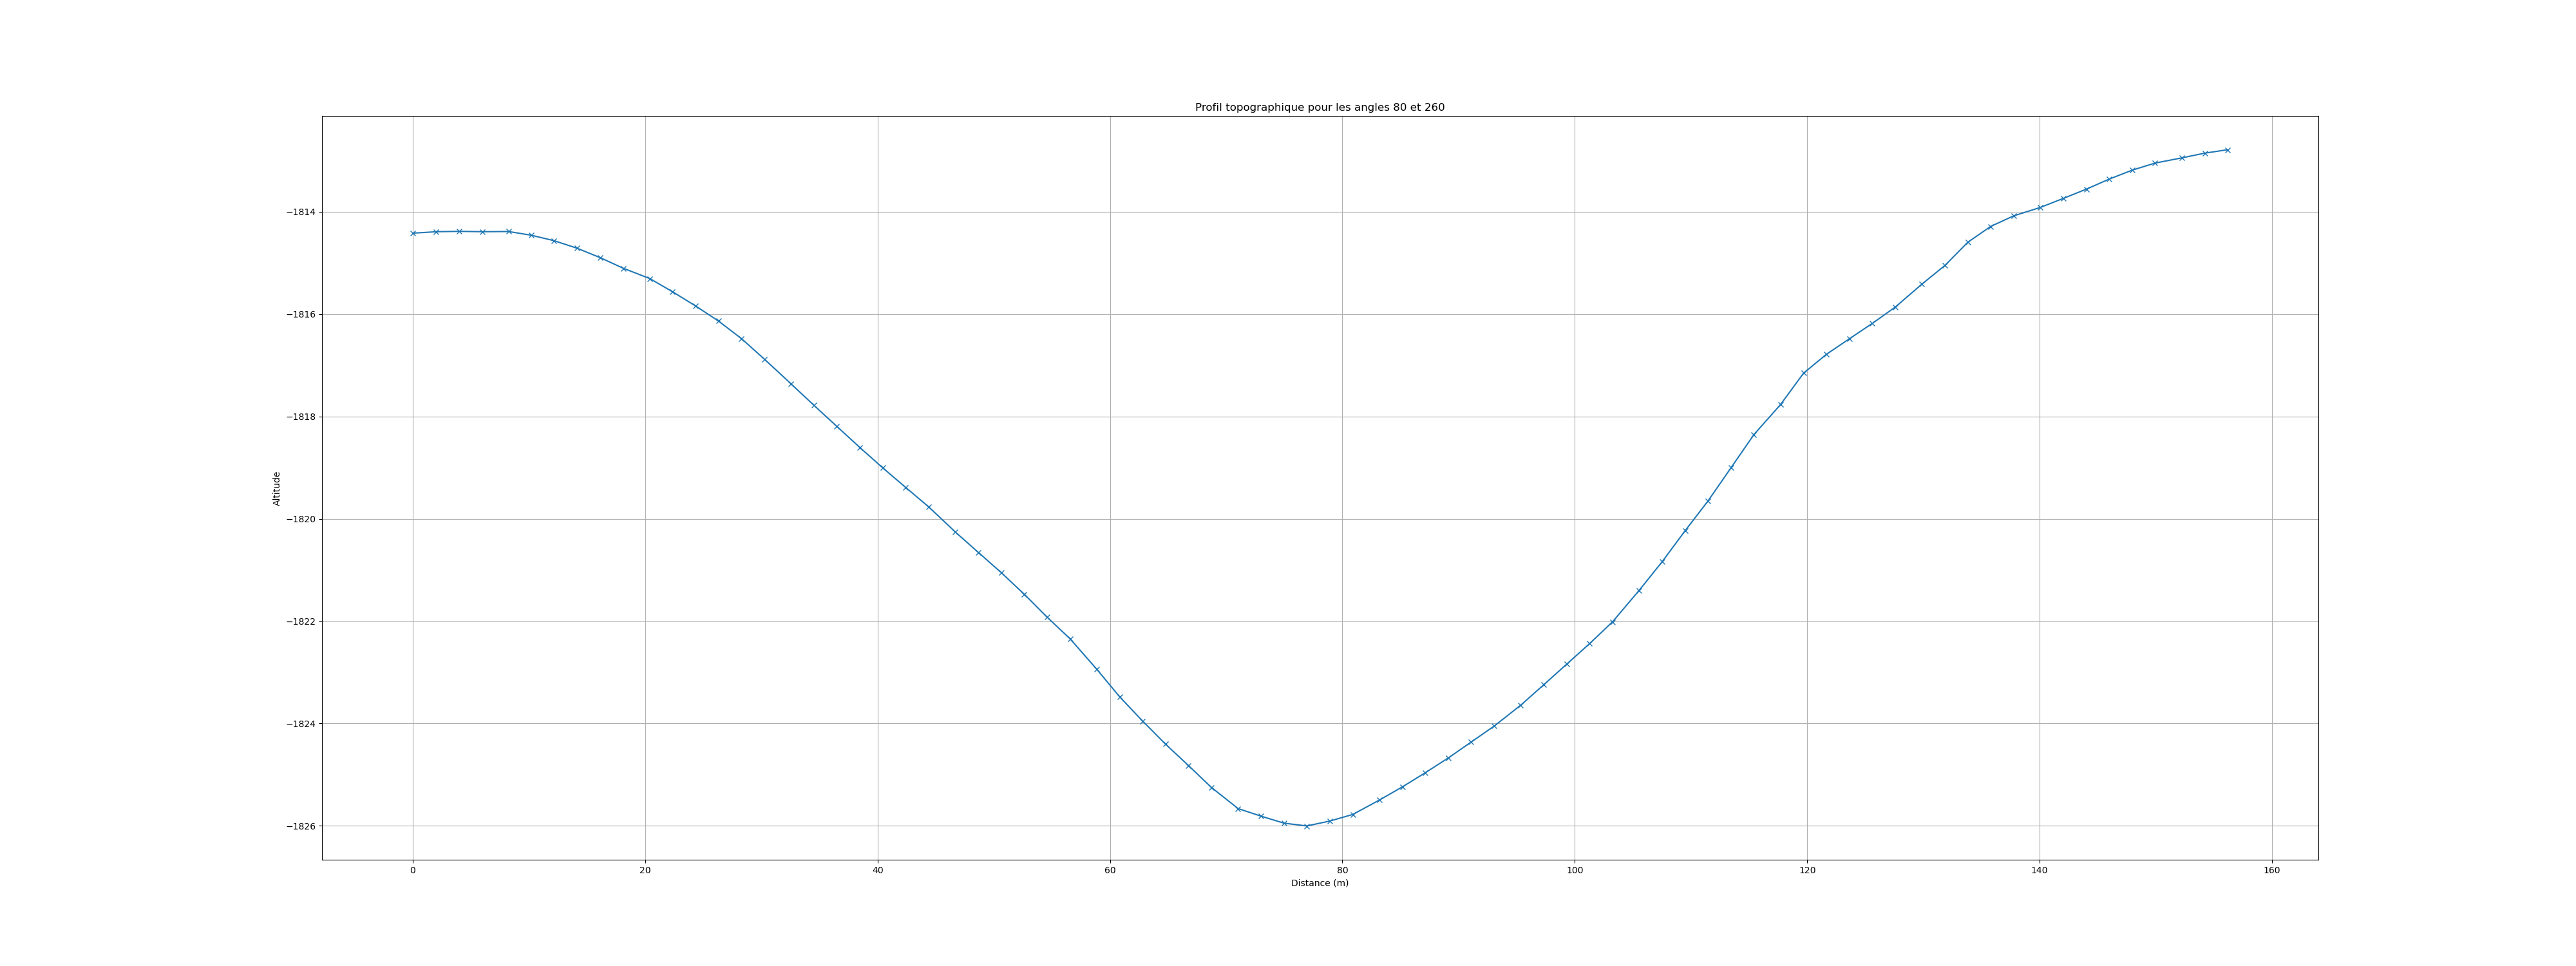 Profil topographique pour les angles 80 et 260
−1814
−1816
−1818
−1820
−1822
−1824
−1826
Altitude
0 20 40 60 80 100 120 140 160
Distance (m)